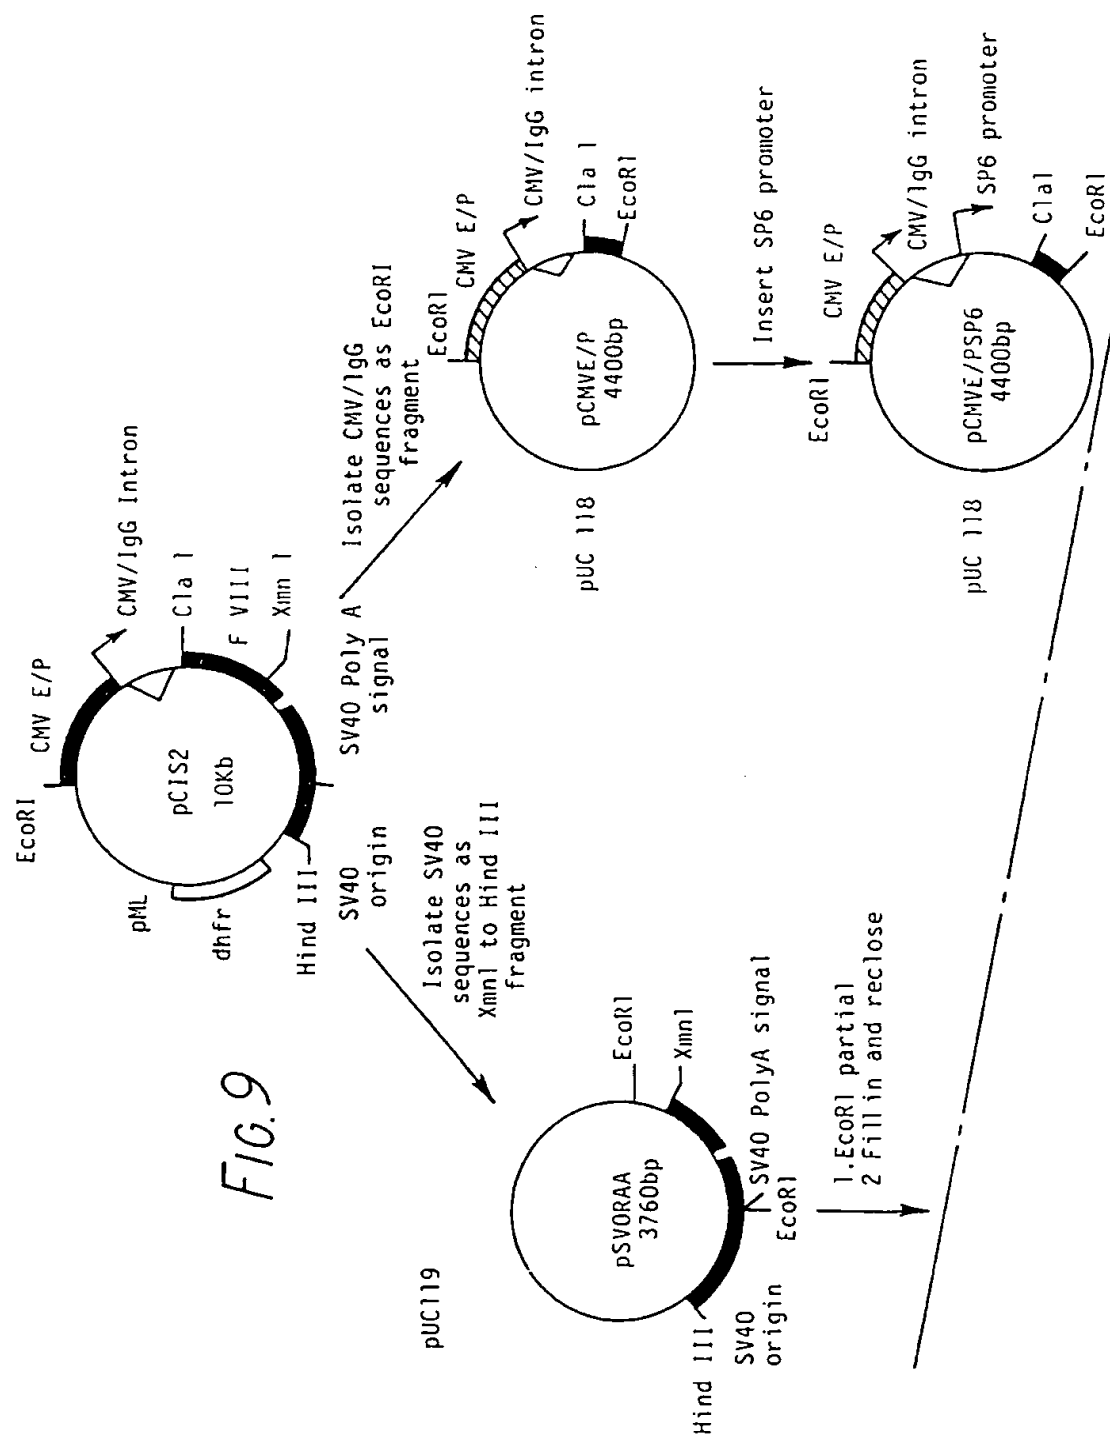 FIG. 9
EcoRI
CMV E/P
CMV/IgG Intron
pCIS2
10Kb
pML
dhfr
Cla I
F VIII
Xmn I
Hind III
SV40
origin
SV40 Poly A
signal
Isolate SV40
sequences as
XmnI to Hind III
fragment
Isolate CMV/IgG
sequences as EcoRI
fragment
pUC119
pSVORAA
3760bp
EcoRI
XmnI
SV40 PolyA signal
EcoRI
Hind III
SV40
origin
1.EcoRI partial
2 Fill in and reclose
pUC 118
EcoRI
CMV E/P
CMV/IgG intron
pCMVE/P
4400bp
Cla I
EcoRI
Insert SP6 promoter
pUC 118
EcoRI
CMV E/P
CMV/IgG intron
SP6 promoter
pCMVE/PSP6
4400bp
ClaI
EcoRI